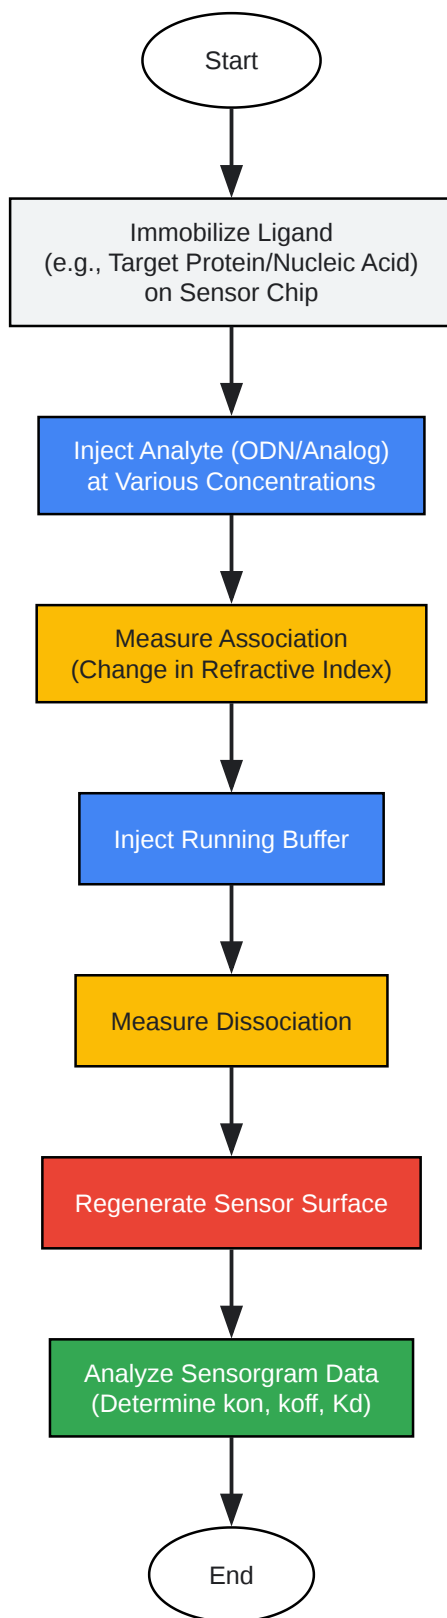 Start
Immobilize Ligand
(e.g., Target Protein/Nucleic Acid)
on Sensor Chip
Inject Analyte (ODN/Analog)
at Various Concentrations
Measure Association
(Change in Refractive Index)
Inject Running Buffer
Measure Dissociation
Regenerate Sensor Surface
Analyze Sensorgram Data
(Determine kon, koff, Kd)
End